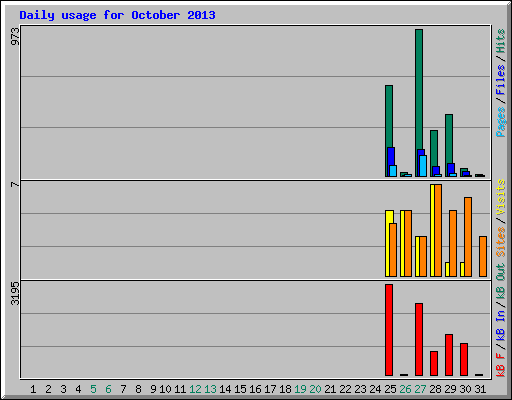 Daily usage for October 2013
973
Pages / Files / Hits
7
Sites / Visits
3195
kB F / kB In / kB Out
1 2 3 4 5 6 7 8 9 10 11 12 13 14 15 16 17 18 19 20 21 22 23 24 25 26 27 28 29 30 31